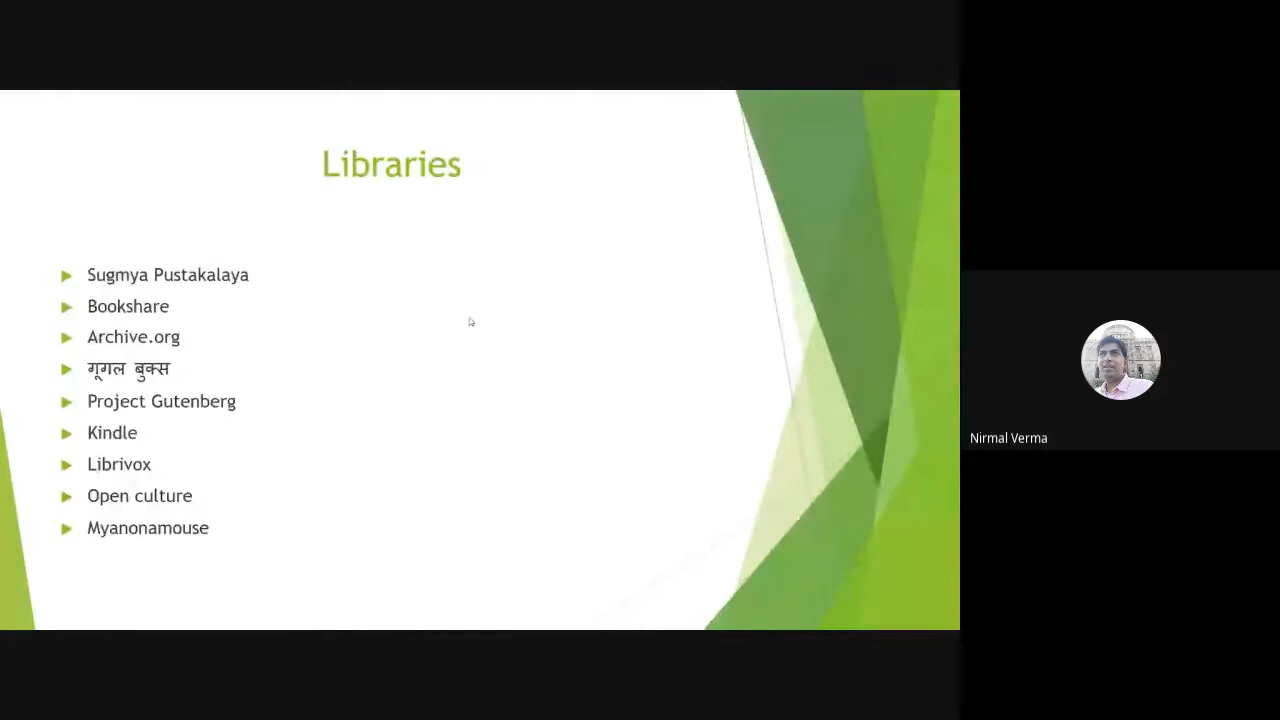 Libraries
Sugmya Pustakalaya
Bookshare
Archive.org
गूगल बुक्स
Project Gutenberg
Kindle
Librivox
Open culture
Myanonamouse
Nirmal Verma